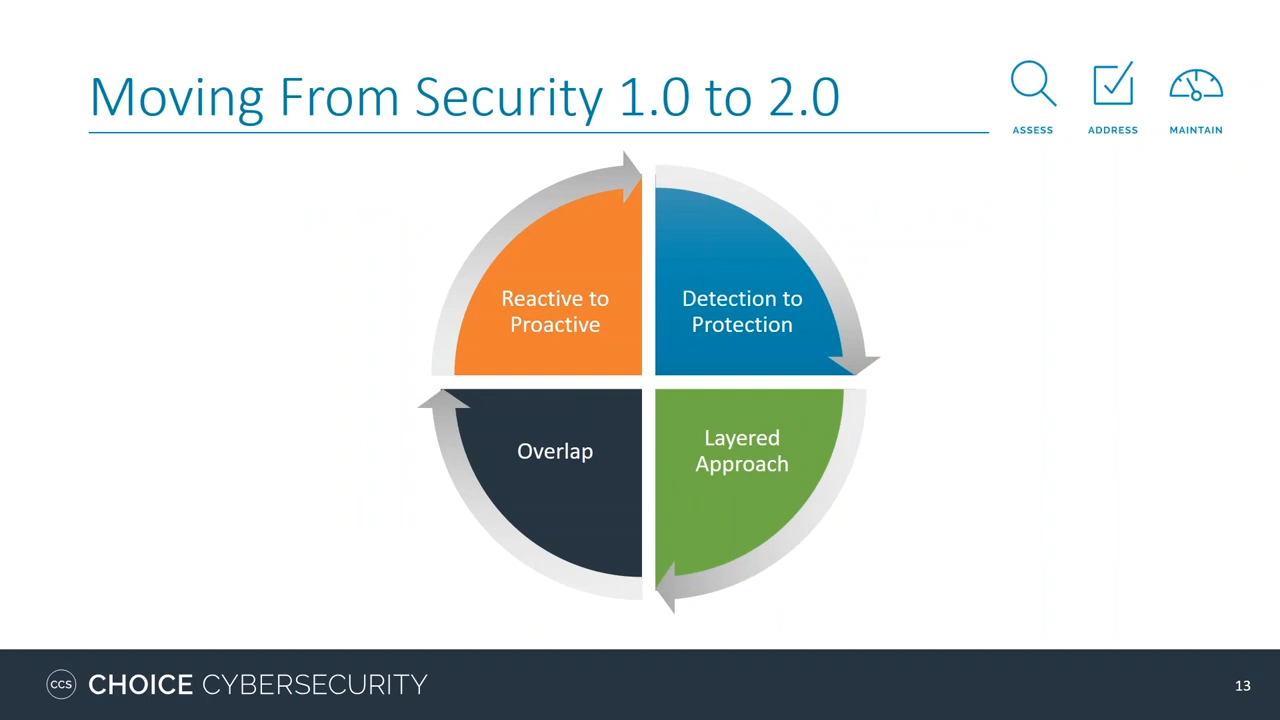 Moving From Security 1.0 to 2.0
ASSESS
ADDRESS
MAINTAIN
Reactive to
Proactive
Detection to
Protection
Overlap
Layered
Approach
CCS
CHOICE CYBERSECURITY
13